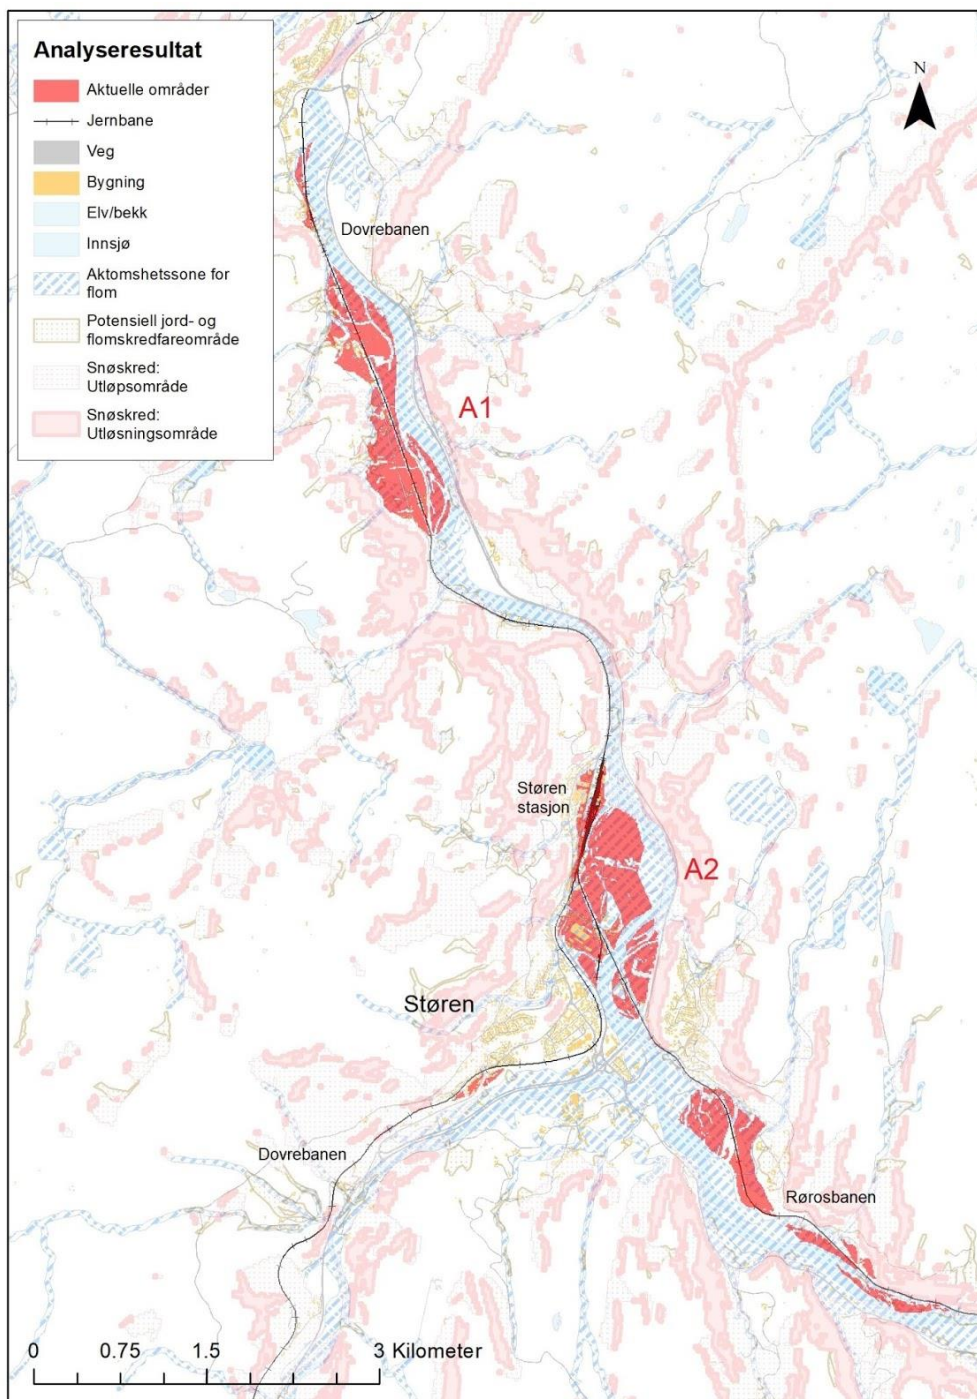 Analyseresultat
Aktuelle områder
Jernbane
Veg
Bygning
Elv/bekk
Innsjø
Aktomshetssone for
flom
Potensiell jord- og
flomskredfareområde
Snøskred:
Utløpsområde
Snøskred:
Utløsningsområde
N
Dovrebanen
A1
Støren
stasjon
A2
Støren
Dovrebanen
Rørosbanen
0 0.75 1.5 3 Kilometer